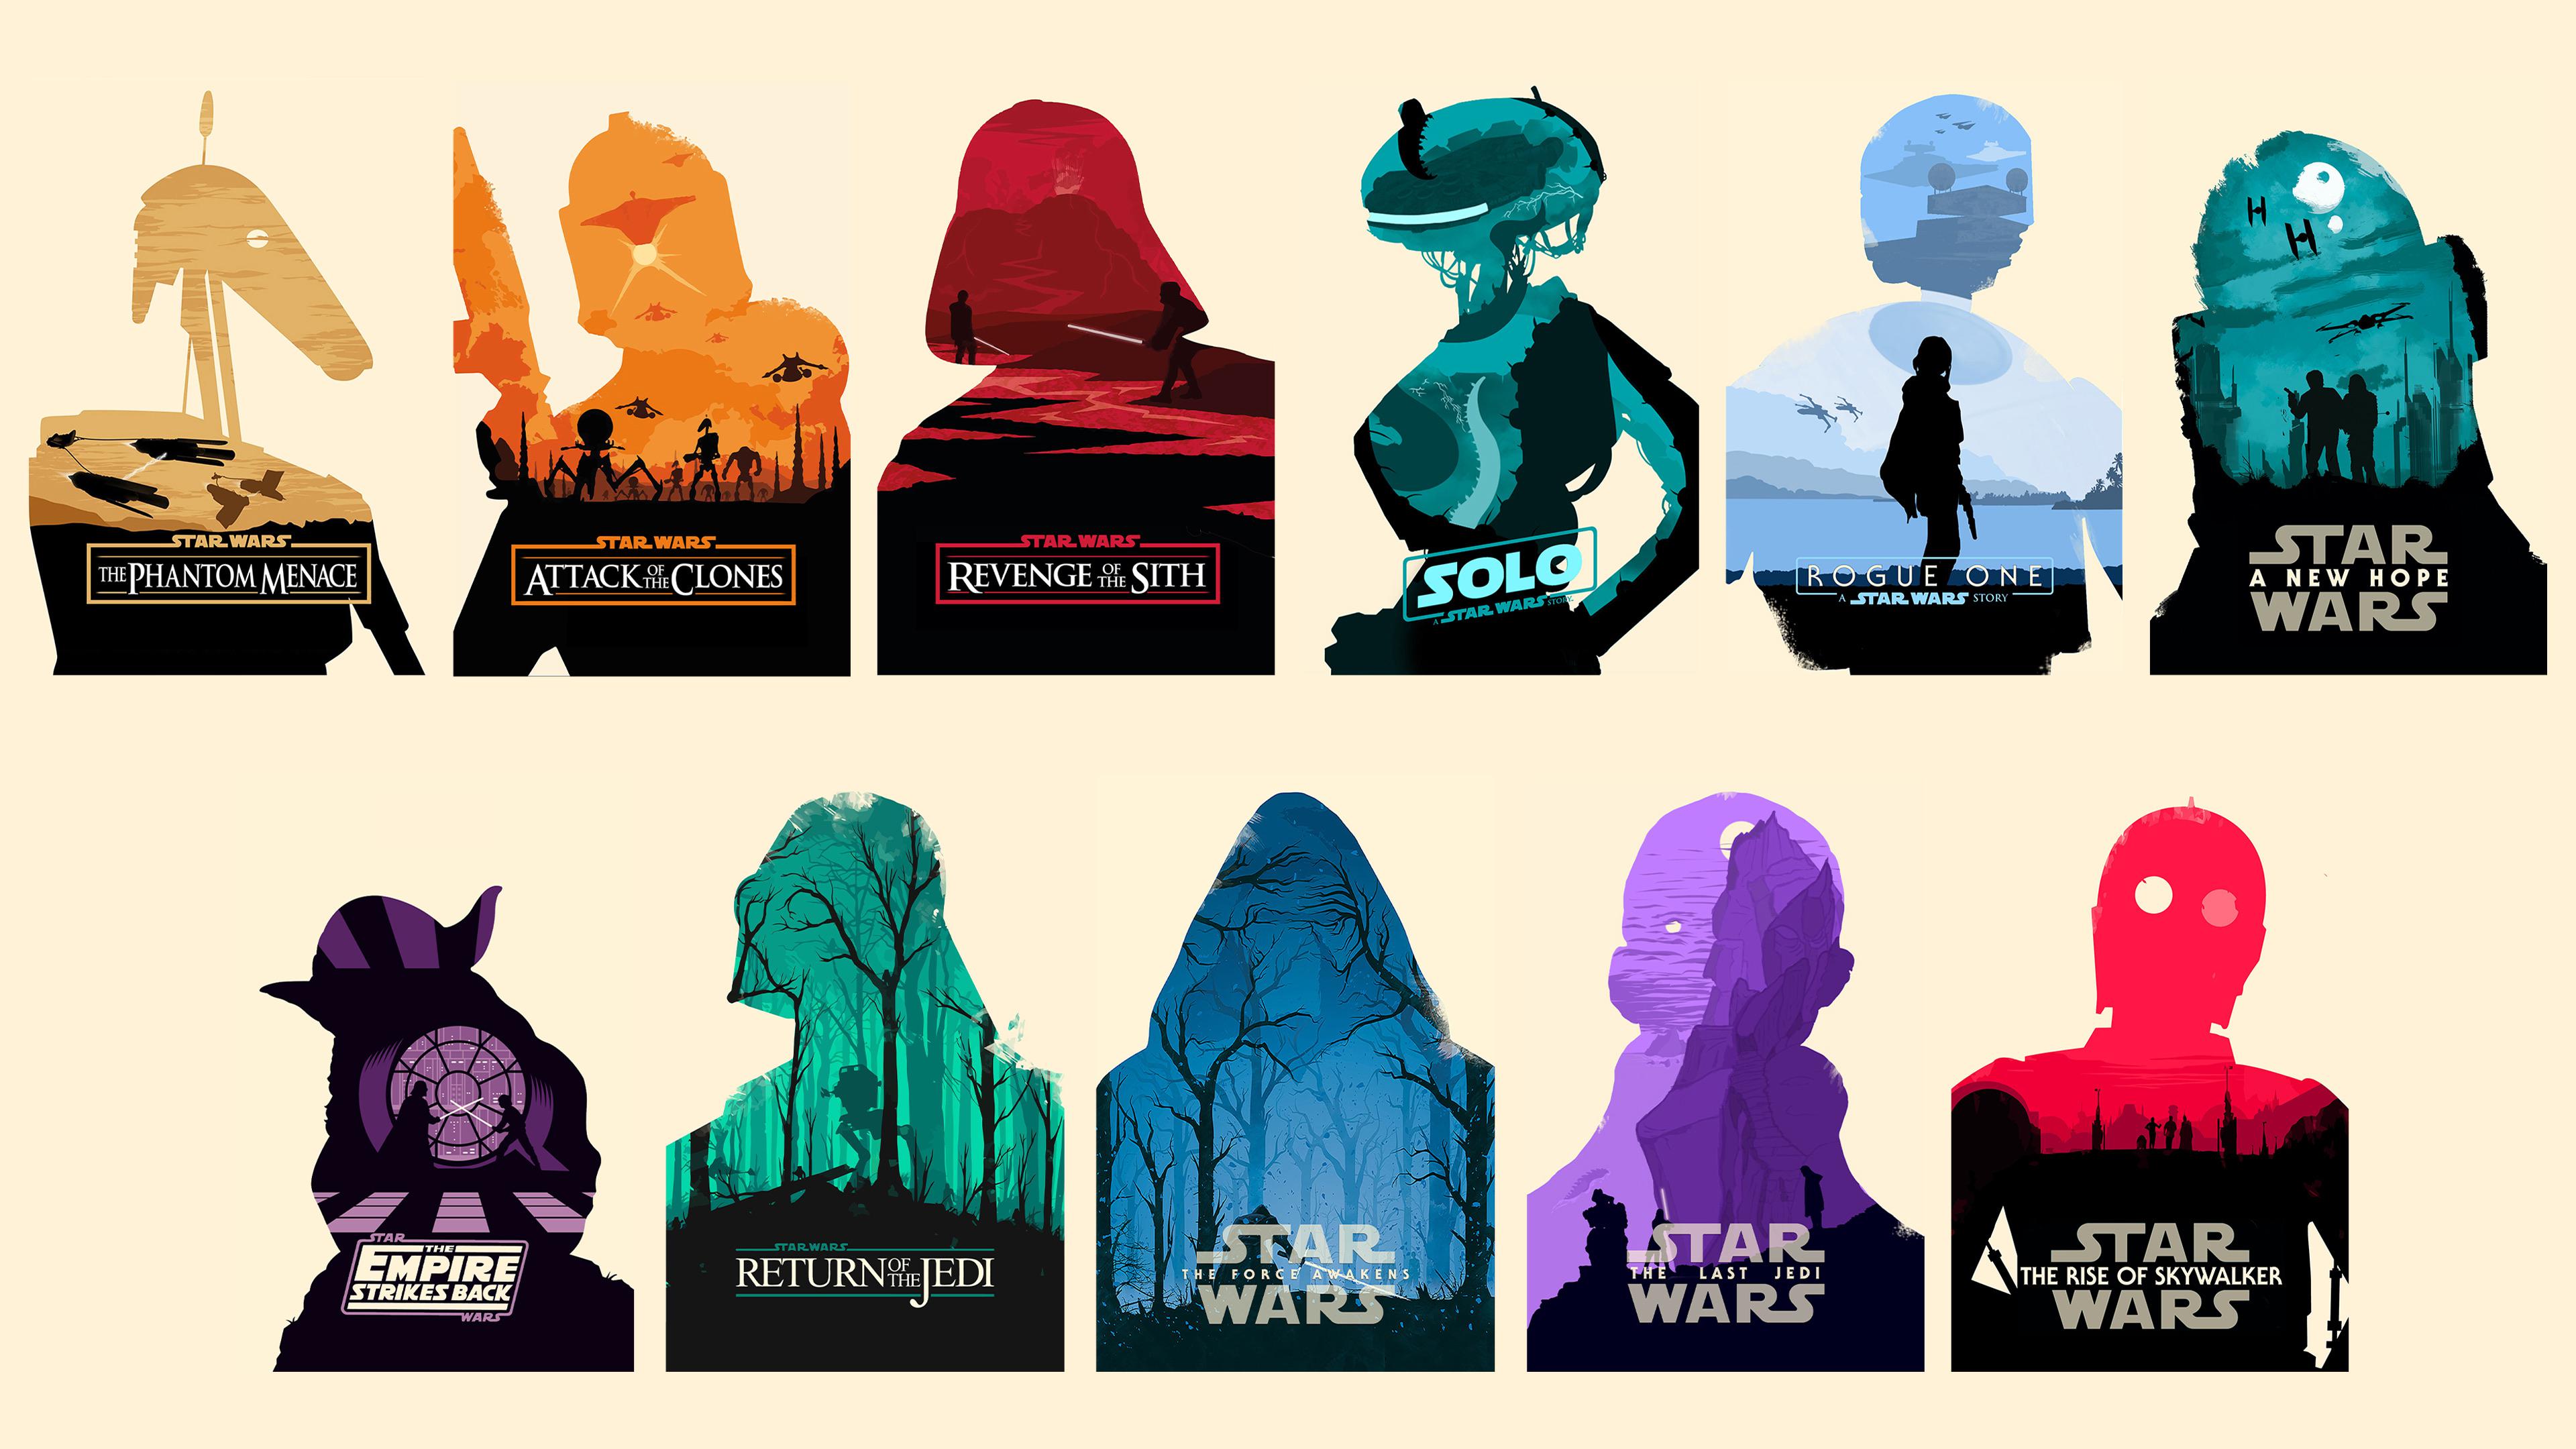 STAR WARS
THE PHANTOM MENACE
STAR WARS
ATTACK OF THE CLONES
STAR WARS
REVENGE OF THE SITH
SOLO
A STAR WARS STORY
ROGUE ONE
A STAR WARS STORY
STAR
A NEW HOPE
WARS
STAR
THE
EMPIRE
STRIKES BACK
WARS
STAR WARS
RETURN OF THE JEDI
STAR
THE FORCE AWAKENS
WARS
STAR
THE LAST JEDI
WARS
STAR
THE RISE OF SKYWALKER
WARS